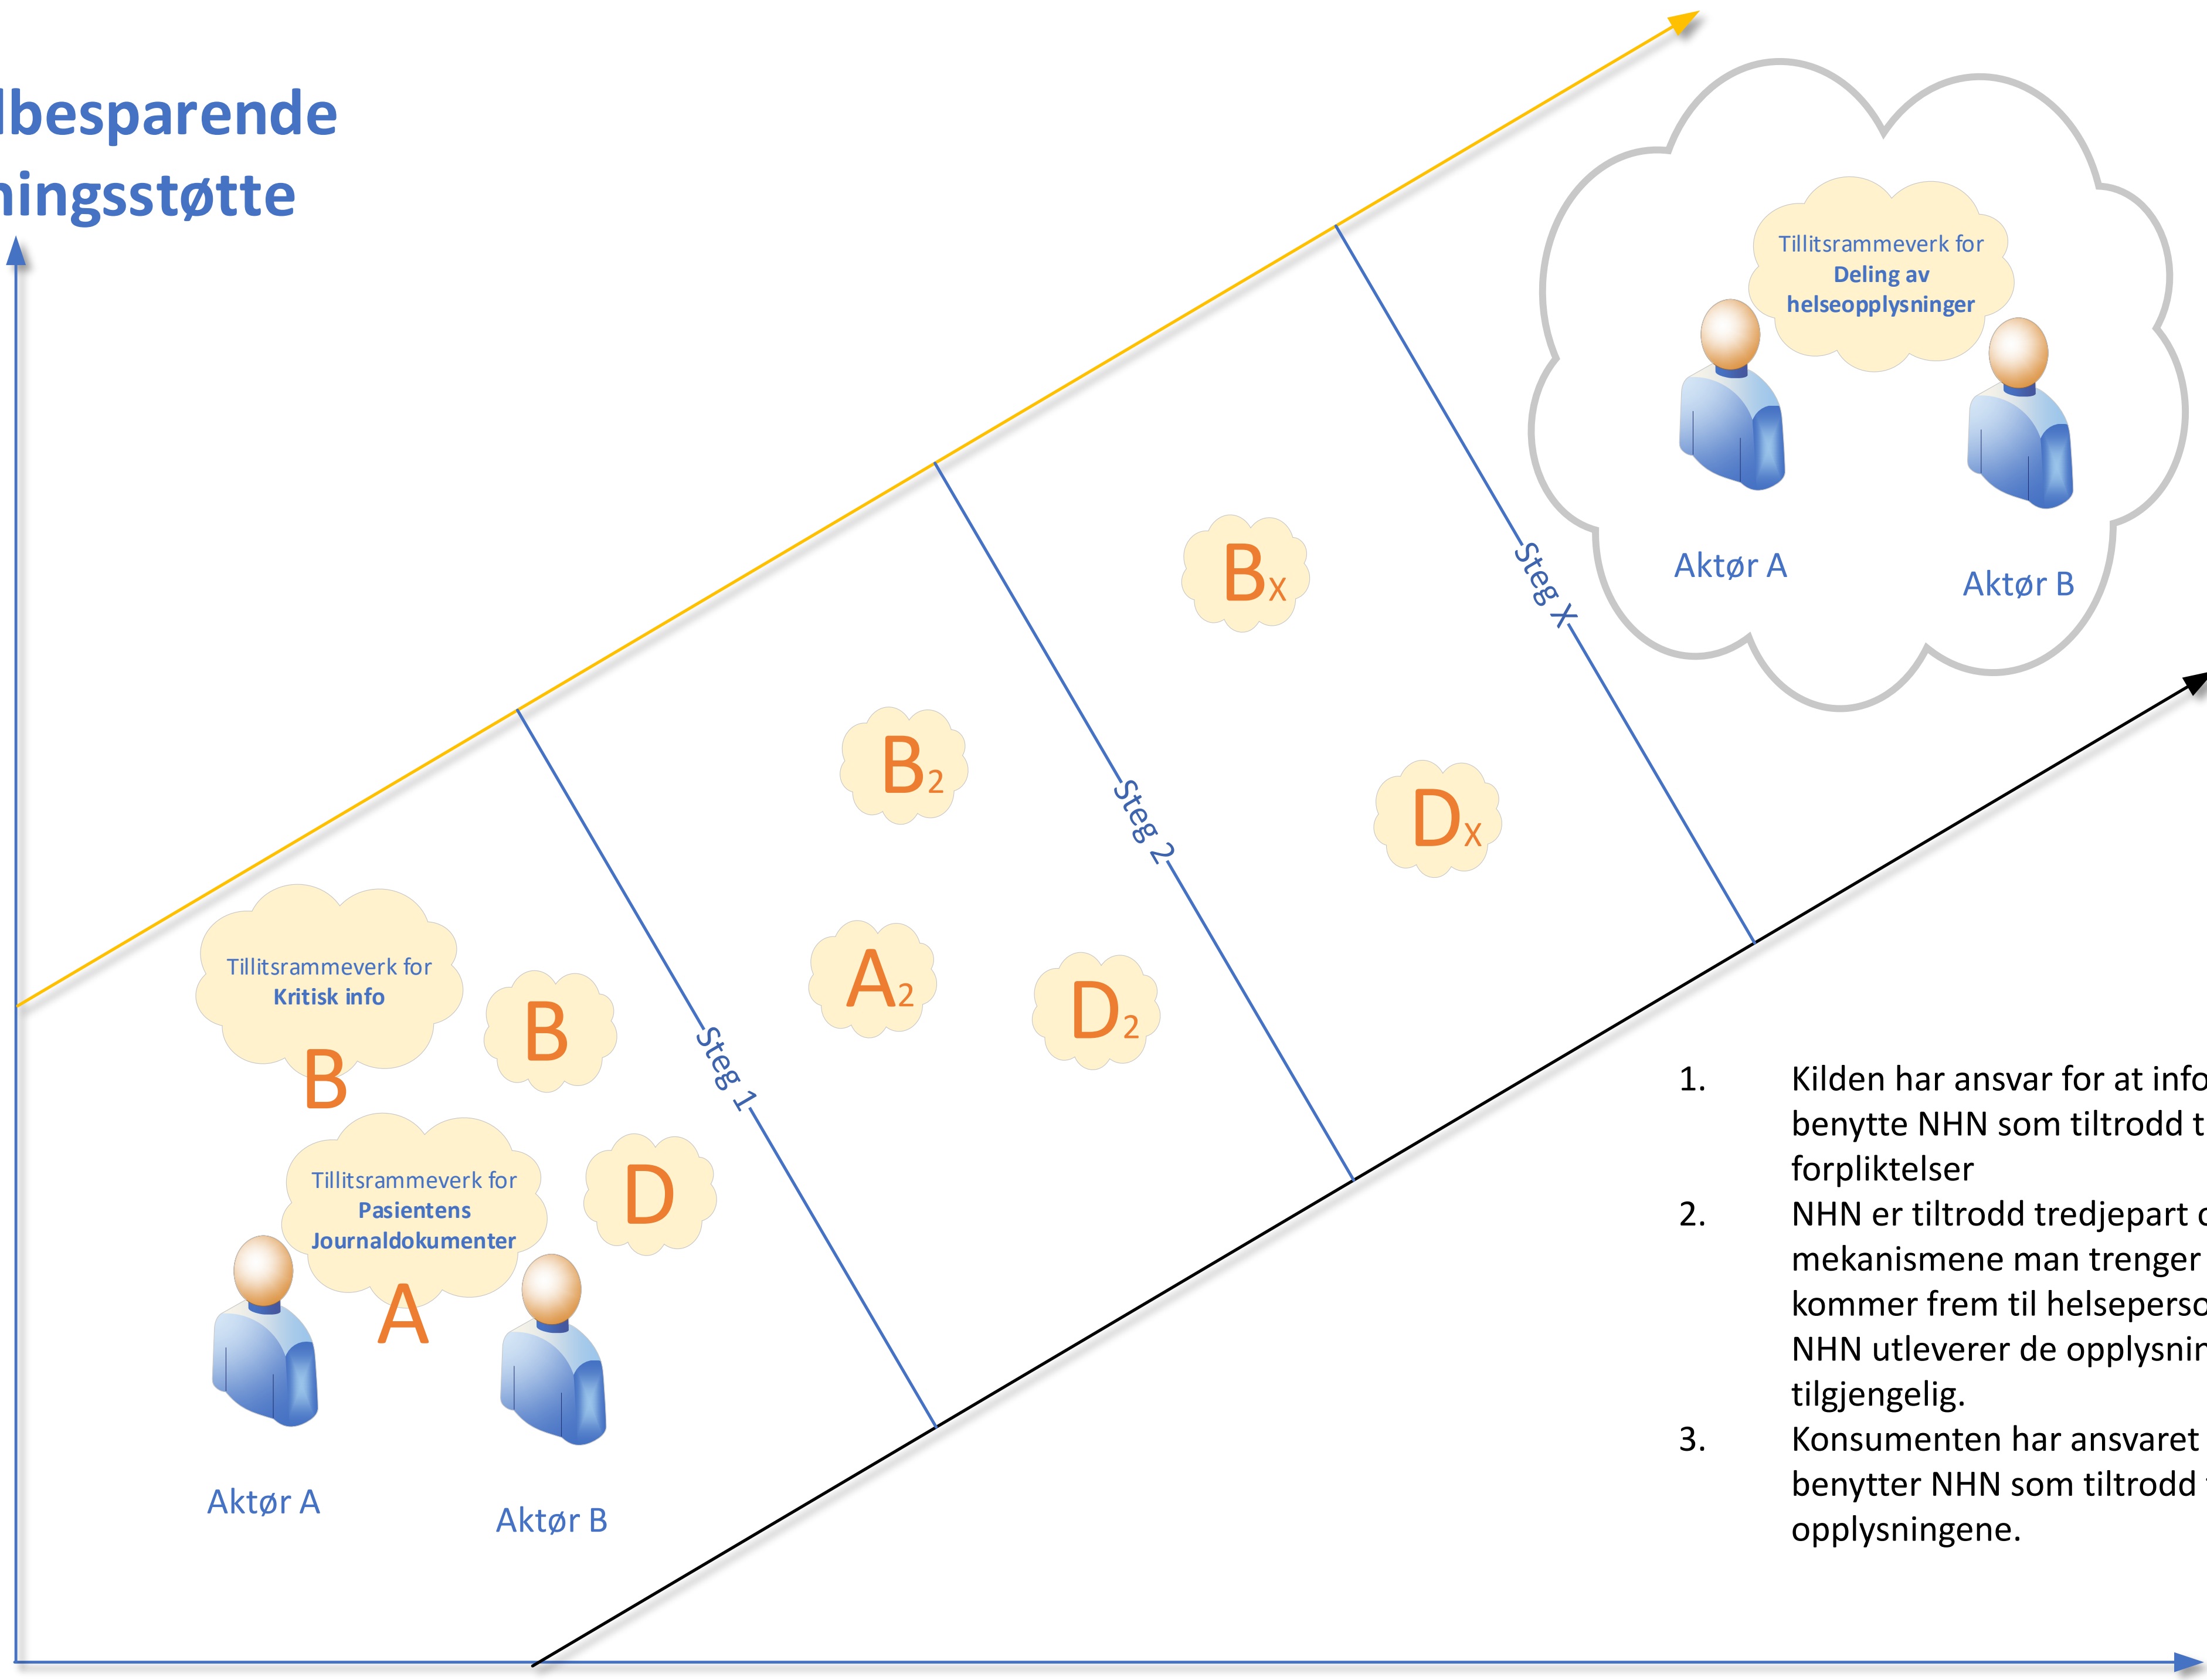 lbesparende
ningsstøtte
Tillitsrammeverk for
Deling av
helseopplysninger
Aktør A
Aktør B
Steg X
Bx
Dx
Steg 2
B2
A2
D2
Steg 1
Tillitsrammeverk for
Kritisk info
B
B
Tillitsrammeverk for
Pasientens
Journaldokumenter
A
D
Aktør A
Aktør B
1. Kilden har ansvar for at info
benytte NHN som tiltrodd t
forpliktelser
2. NHN er tiltrodd tredjepart
mekanismene man trenger
kommer frem til helseperso
NHN utleverer de opplysnin
tilgjengelig.
3. Konsumenten har ansvaret
benytter NHN som tiltrodd
opplysningene.